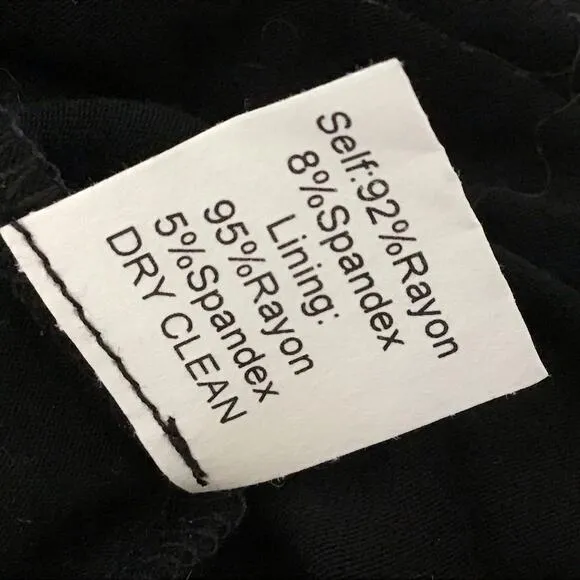 Self:92%Rayon
8%Spandex
Lining:
95%Rayon
5%Spandex
DRY CLEAN